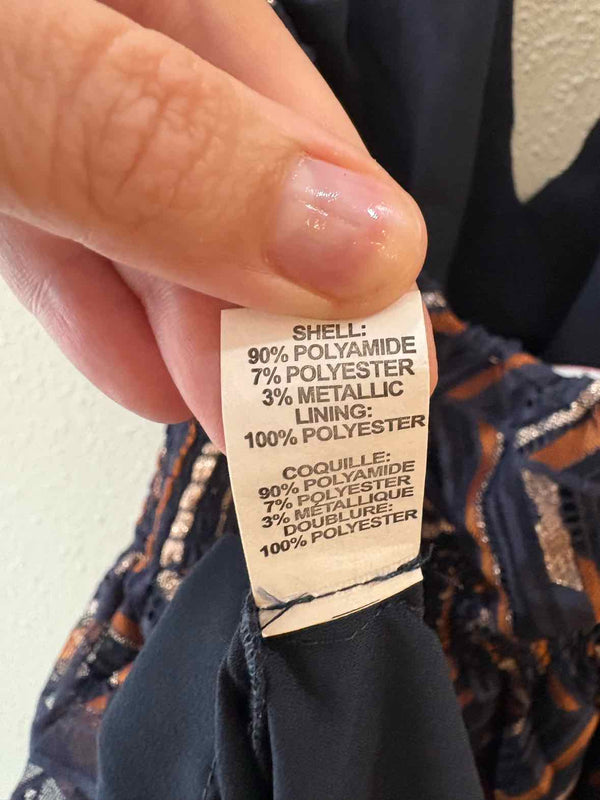 SHELL:
90% POLYAMIDE
7% POLYESTER
3% METALLIC
LINING:
100% POLYESTER
COQUILLE:
90% POLYAMIDE
7% POLYESTER
3% MÉTALLIQUE
DOUBLURE:
100% POLYESTER